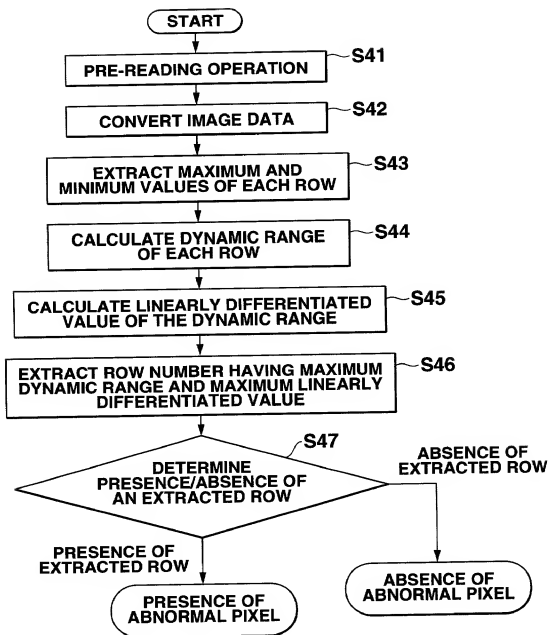 START
PRE-READING OPERATION
S41
CONVERT IMAGE DATA
S42
EXTRACT MAXIMUM AND
MINIMUM VALUES OF EACH ROW
S43
CALCULATE DYNAMIC RANGE
OF EACH ROW
S44
CALCULATE LINEARLY DIFFERENTIATED
VALUE OF THE DYNAMIC RANGE
S45
EXTRACT ROW NUMBER HAVING MAXIMUM
DYNAMIC RANGE AND MAXIMUM LINEARLY
DIFFERENTIATED VALUE
S46
S47
DETERMINE
PRESENCE/ABSENCE OF
AN EXTRACTED ROW
ABSENCE OF
EXTRACTED ROW
PRESENCE OF
EXTRACTED ROW
PRESENCE OF
ABNORMAL PIXEL
ABSENCE OF
ABNORMAL PIXEL